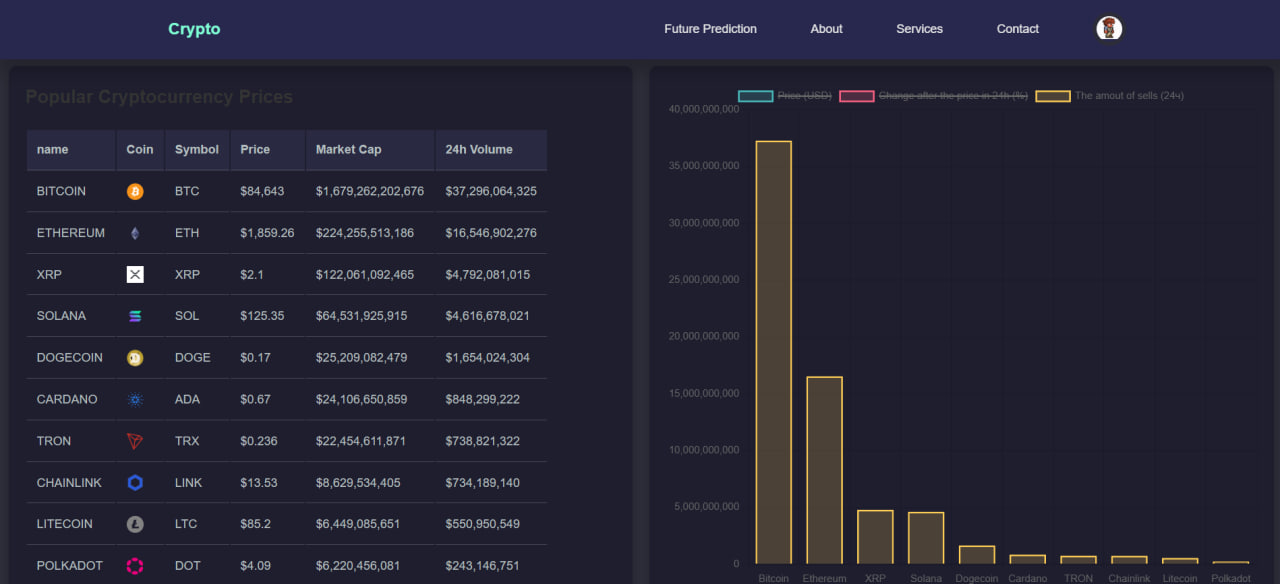 Crypto Future Prediction About Services Contact
Popular Cryptocurrency Prices
name Coin Symbol Price Market Cap 24h Volume
BITCOIN BTC $84,643 $1,679,262,202,676 $37,296,064,325
ETHEREUM ETH $1,859.26 $224,255,513,186 $16,546,902,276
XRP XRP $2.1 $122,061,092,465 $4,792,081,015
SOLANA SOL $125.35 $64,531,925,915 $4,616,678,021
DOGECOIN DOGE $0.17 $25,209,082,479 $1,654,024,304
CARDANO ADA $0.67 $24,106,650,859 $848,299,222
TRON TRX $0.236 $22,454,611,871 $738,821,322
CHAINLINK LINK $13.53 $8,629,534,405 $734,189,140
LITECOIN LTC $85.2 $6,449,085,651 $550,950,549
POLKADOT DOT $4.09 $6,220,456,081 $243,146,751
Price (USD) Change after the price in 24h (%) The amout of sells (24ч)
40,000,000,000
35,000,000,000
30,000,000,000
25,000,000,000
20,000,000,000
15,000,000,000
10,000,000,000
5,000,000,000
0
Bitcoin Ethereum XRP Solana Dogecoin Cardano TRON Chainlink Litecoin Polkadot